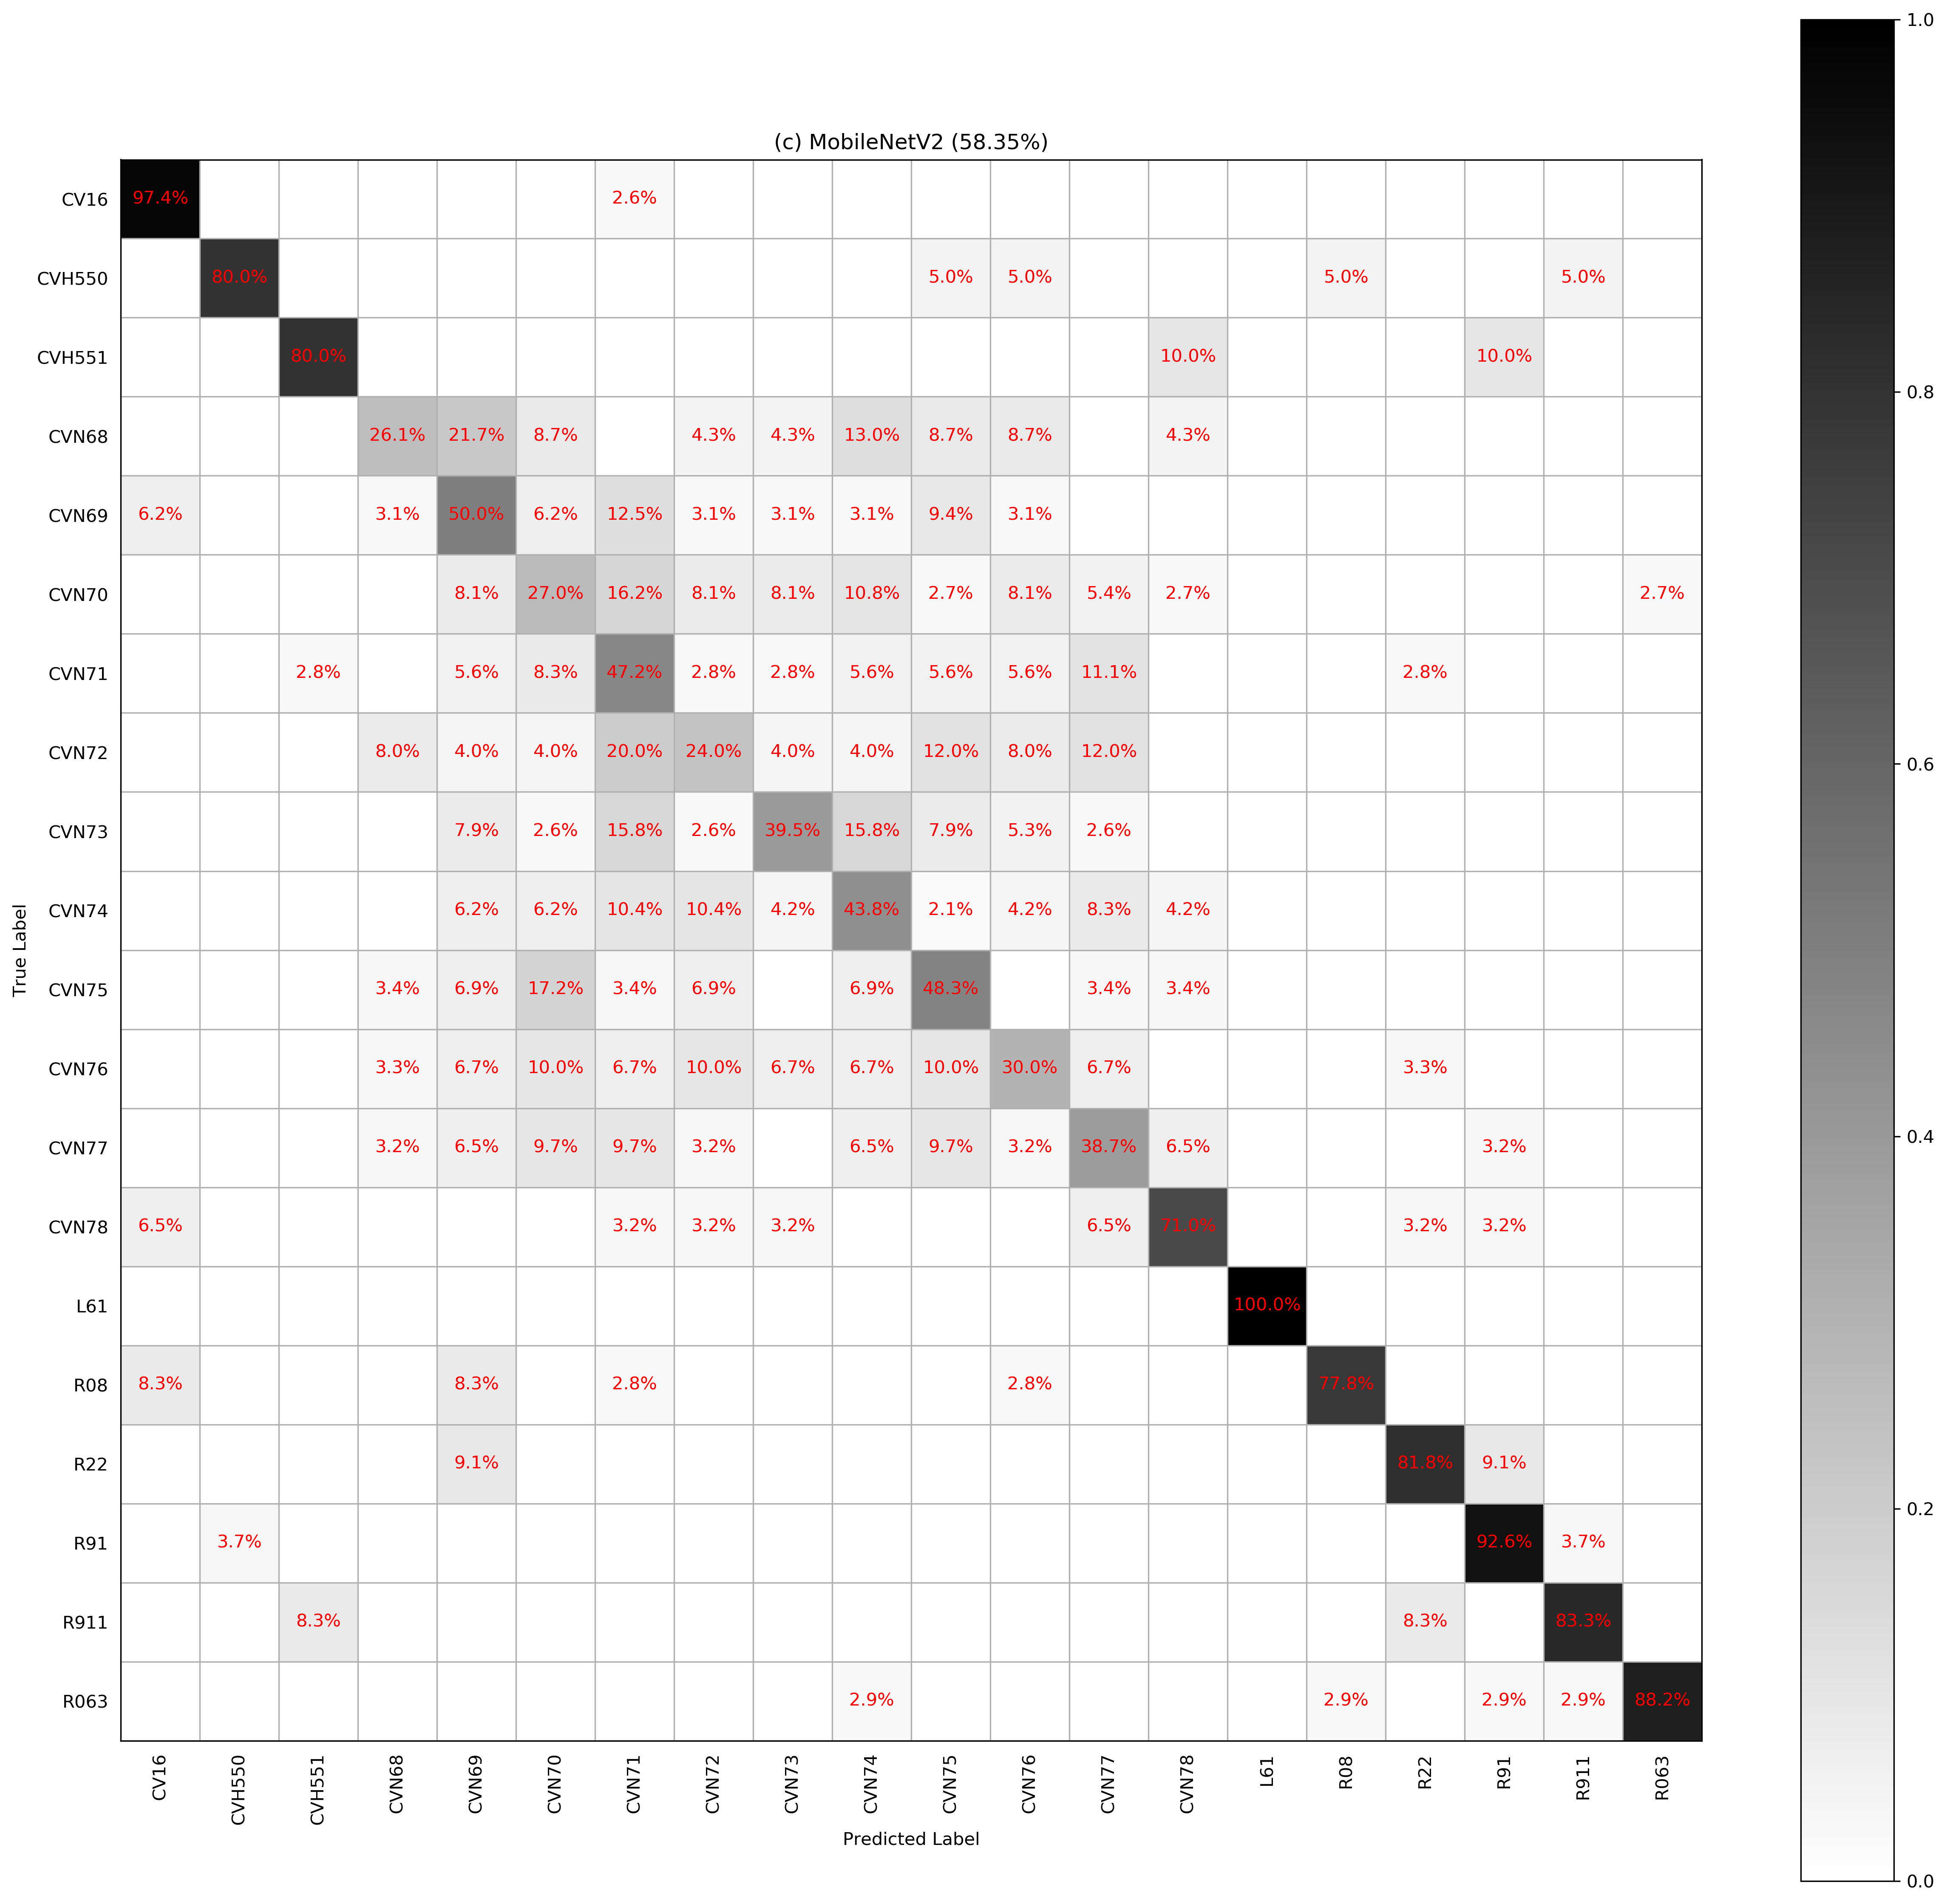 (c) MobileNetV2 (58.35%)
1.0
CV16 97.4% 2.6%
CVH550 80.0% 5.0% 5.0% 5.0% 5.0%
CVH551 80.0% 10.0% 10.0%
0.8
CVN68 26.1% 21.7% 8.7% 4.3% 4.3% 13.0% 8.7% 8.7% 4.3%
CVN69 6.2% 3.1% 50.0% 6.2% 12.5% 3.1% 3.1% 3.1% 9.4% 3.1%
CVN70 8.1% 27.0% 16.2% 8.1% 8.1% 10.8% 2.7% 8.1% 5.4% 2.7% 2.7%
CVN71 2.8% 5.6% 8.3% 47.2% 2.8% 2.8% 5.6% 5.6% 5.6% 11.1% 2.8%
CVN72 8.0% 4.0% 4.0% 20.0% 24.0% 4.0% 4.0% 12.0% 8.0% 12.0%
0.6
CVN73 7.9% 2.6% 15.8% 2.6% 39.5% 15.8% 7.9% 5.3% 2.6%
CVN74 6.2% 6.2% 10.4% 10.4% 4.2% 43.8% 2.1% 4.2% 8.3% 4.2%
True Label
CVN75 3.4% 6.9% 17.2% 3.4% 6.9% 6.9% 48.3% 3.4% 3.4%
CVN76 3.3% 6.7% 10.0% 6.7% 10.0% 6.7% 6.7% 10.0% 30.0% 6.7% 3.3%
CVN77 3.2% 6.5% 9.7% 9.7% 3.2% 6.5% 9.7% 3.2% 38.7% 6.5% 3.2%
0.4
CVN78 6.5% 3.2% 3.2% 3.2% 6.5% 71.0% 3.2% 3.2%
L61 100.0%
R08 8.3% 8.3% 2.8% 2.8% 77.8%
R22 9.1% 81.8% 9.1%
0.2
R91 3.7% 92.6% 3.7%
R911 8.3% 8.3% 83.3%
R063 2.9% 2.9% 2.9% 2.9% 88.2%
CV16 CVH550 CVH551 CVN68 CVN69 CVN70 CVN71 CVN72 CVN73 CVN74 CVN75 CVN76 CVN77 CVN78 L61 R08 R22 R91 R911 R063
Predicted Label
0.0